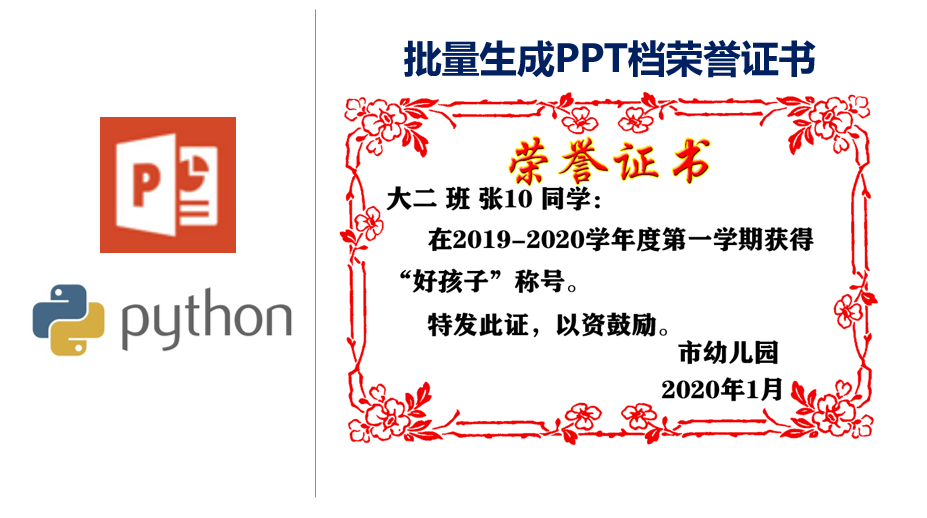 批量生成PPT档荣誉证书
P
python
荣誉证书
大二 班 张10 同学：
在2019-2020学年度第一学期获得
“好孩子”称号。
特发此证，以资鼓励。
市幼儿园
2020年1月